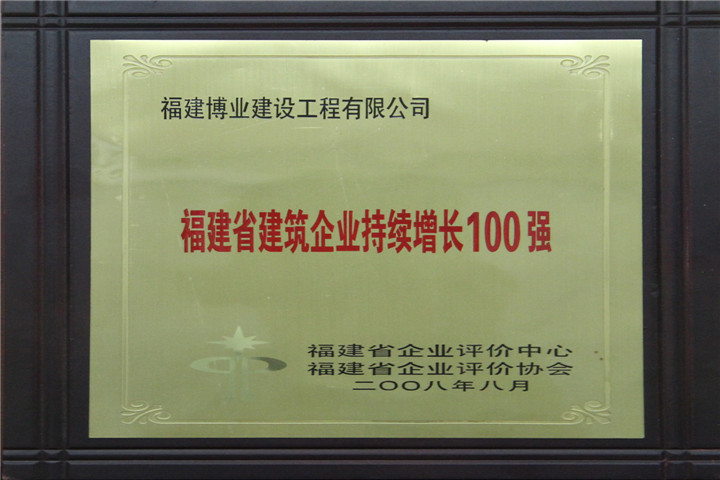 福建博业建设工程有限公司
福建省建筑企业持续增长100强
福建省企业评价中心
福建省企业评价协会
二〇〇八年八月